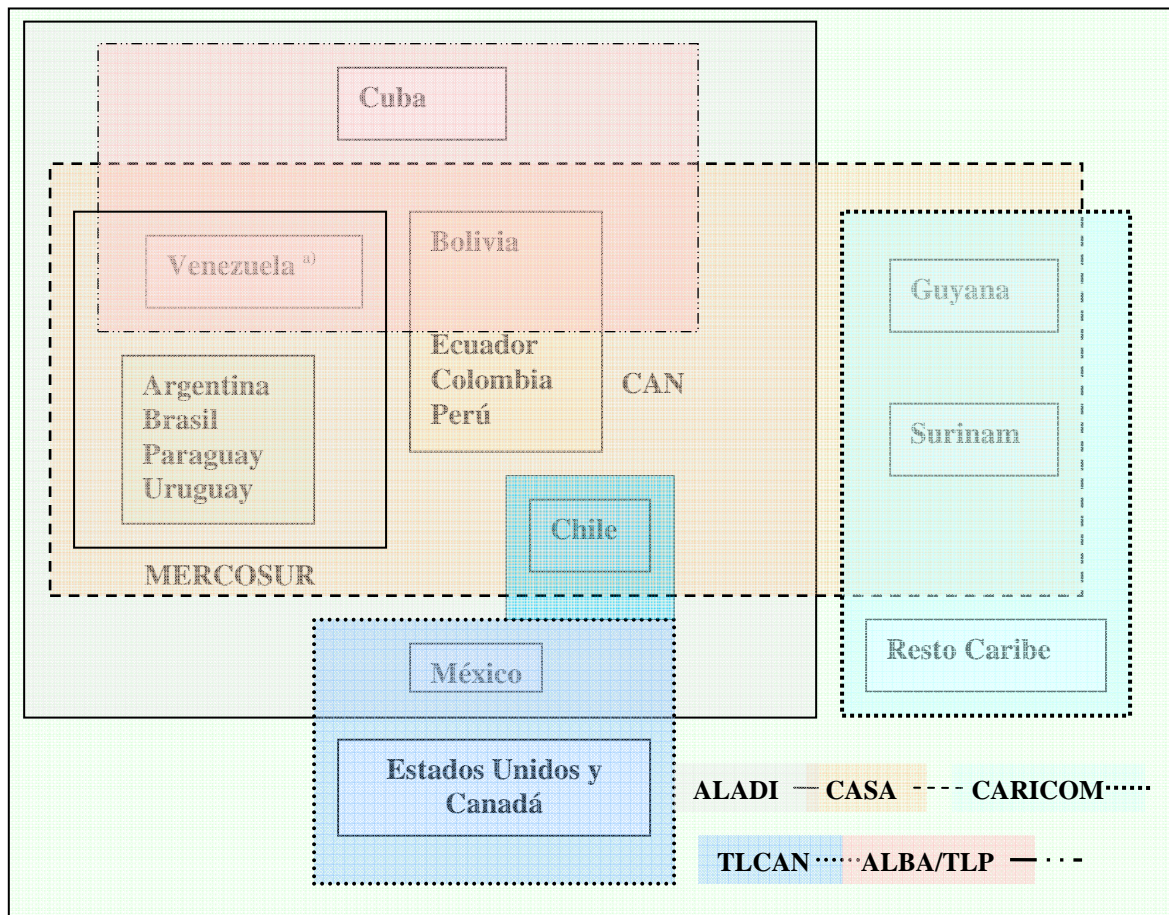 Cuba
Venezuela a)
Bolivia
Guyana
Ecuador
Colombia
Perú
CAN
Argentina
Brasil
Paraguay
Uruguay
Surinam
Chile
MERCOSUR
México
Resto Caribe
Estados Unidos y
Canadá
ALADI CASA CARICOM
TLCAN ALBA/TLP